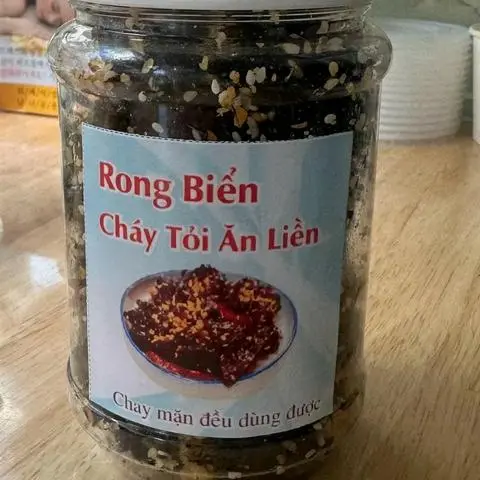 Rong Biển
Cháy Tỏi Ăn Liền
Chay mặn đều dùng được